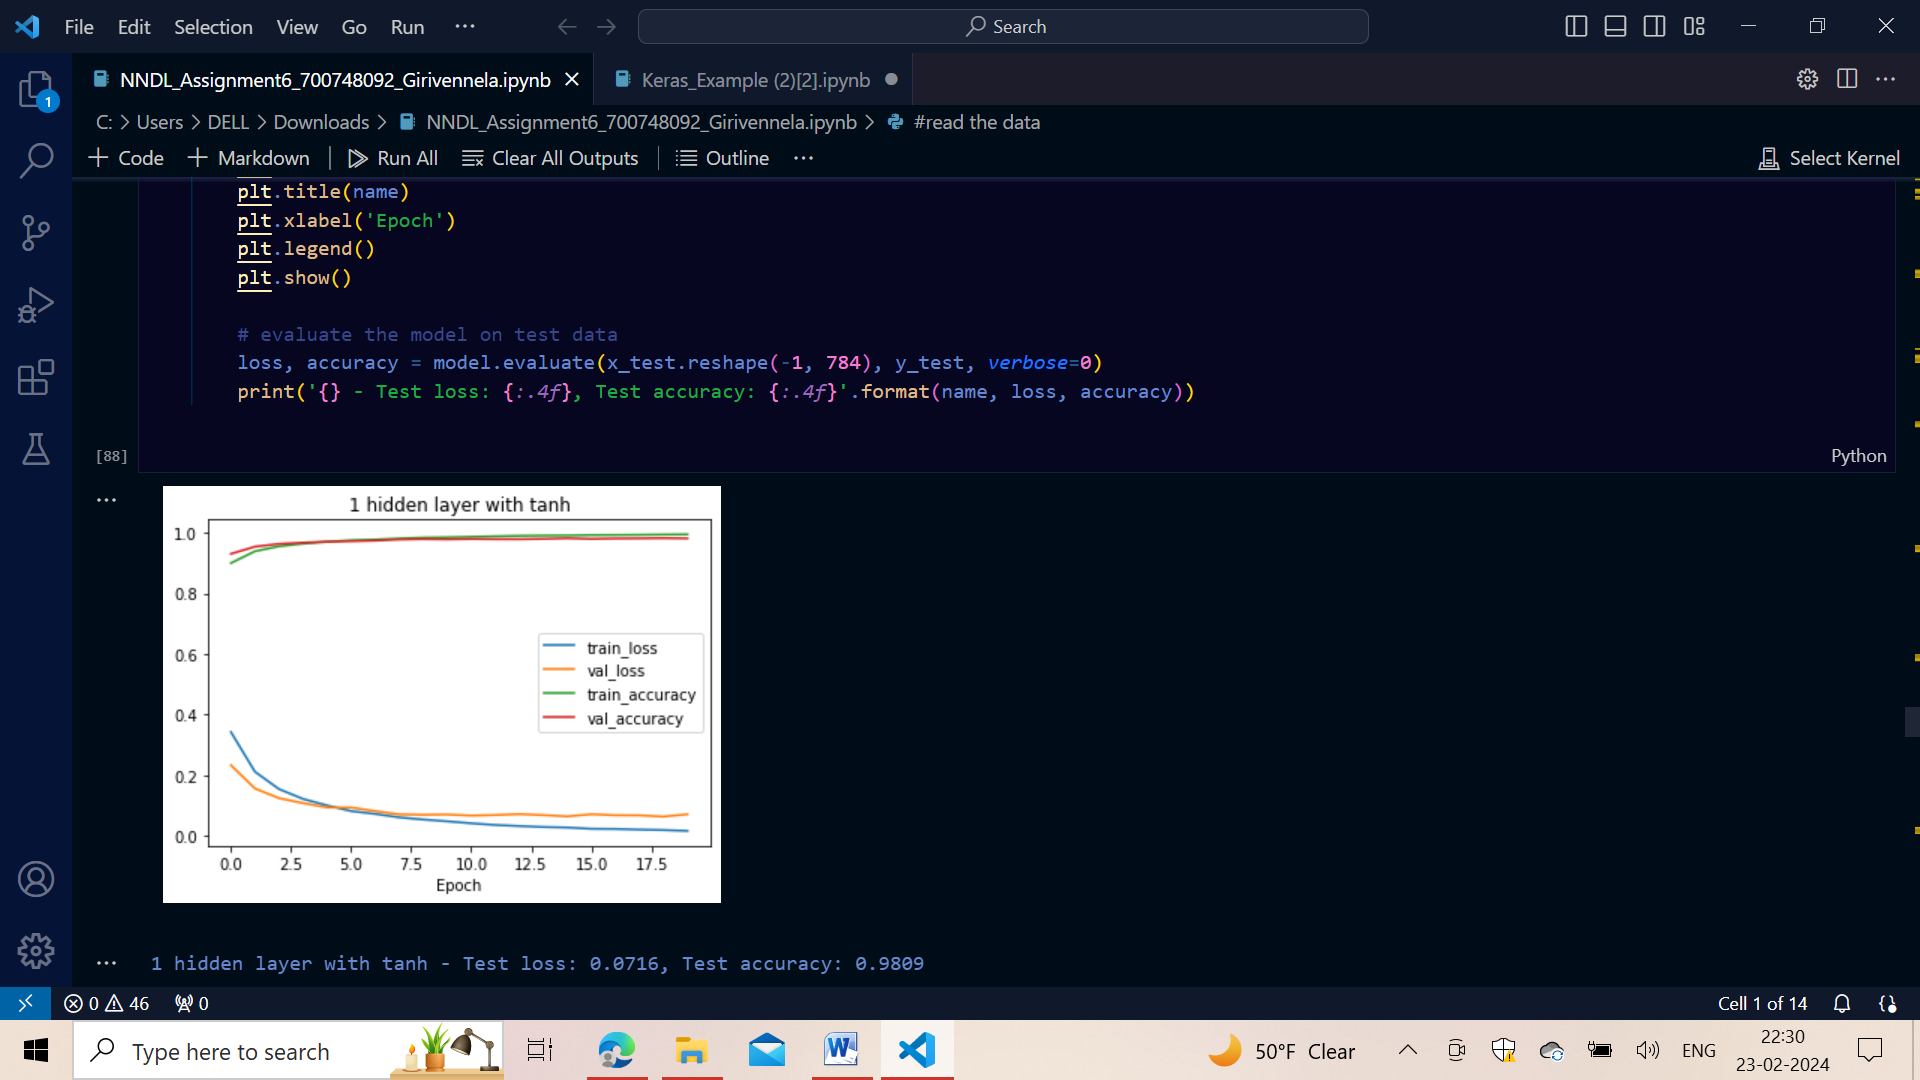 File Edit Selection View Go Run ···
Search
NNDL_Assignment6_700748092_Girivennela.ipynb
Keras_Example (2)[2].ipynb
1
C: > Users > DELL > Downloads > NNDL_Assignment6_700748092_Girivennela.ipynb > #read the data
+ Code + Markdown | Run All Clear All Outputs | Outline ···
Select Kernel
plt.title(name)
plt.xlabel('Epoch')
plt.legend()
plt.show()
# evaluate the model on test data
loss, accuracy = model.evaluate(x_test.reshape(-1, 784), y_test, verbose=0)
print('{} - Test loss: {:.4f}, Test accuracy: {:.4f}'.format(name, loss, accuracy))
[88]
Python
1 hidden layer with tanh
1.0
0.8
0.6
0.4
0.2
0.0
train_loss
val_loss
train_accuracy
val_accuracy
0.0 2.5 5.0 7.5 10.0 12.5 15.0 17.5
Epoch
1 hidden layer with tanh - Test loss: 0.0716, Test accuracy: 0.9809
0 46 0
Cell 1 of 14
Type here to search
50°F Clear
ENG
22:30
23-02-2024